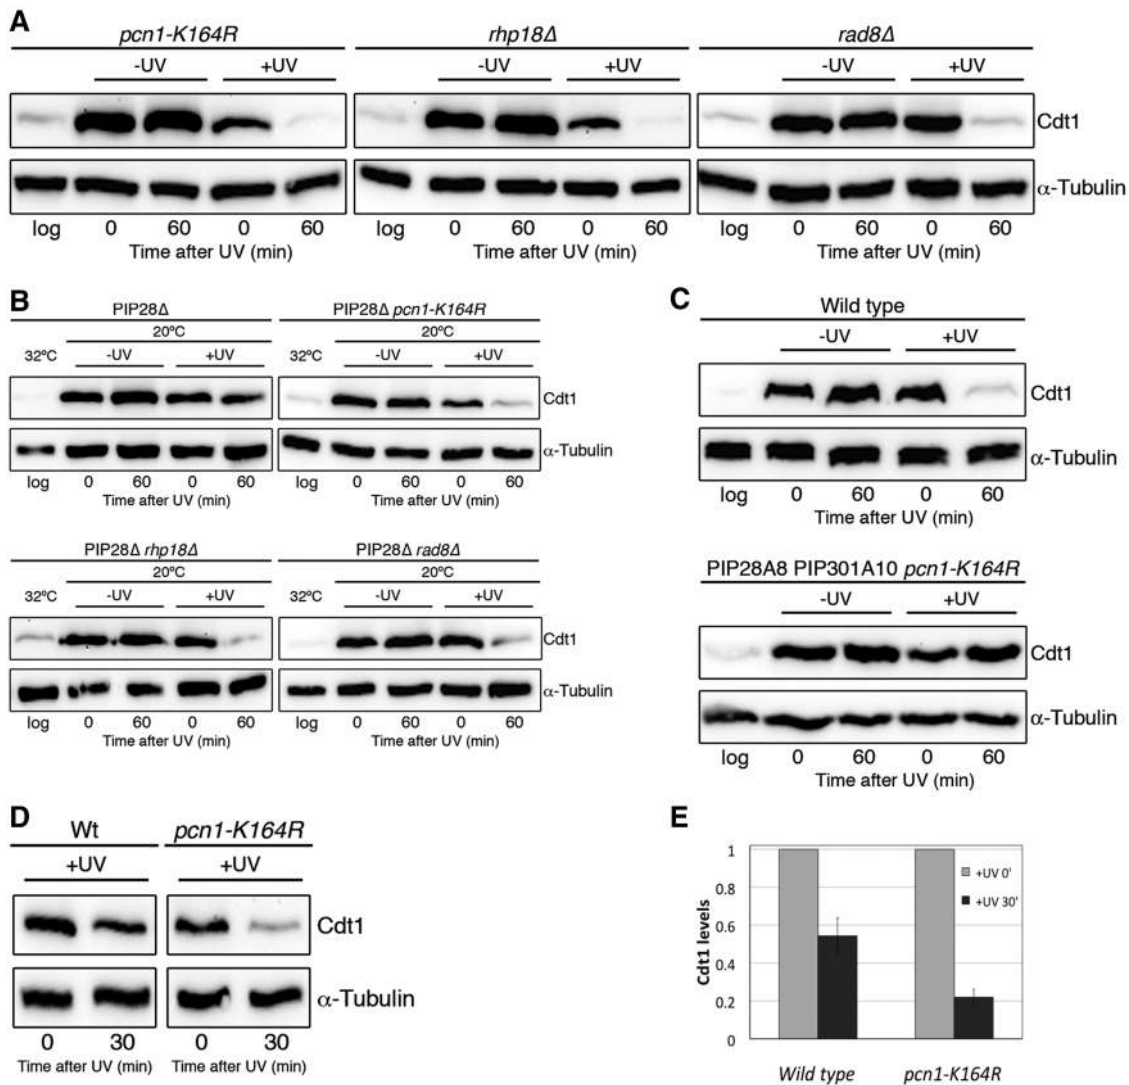 A
pcn1-K164R rhp18Δ rad8Δ
-UV +UV -UV +UV -UV +UV
Cdt1
α-Tubulin
log 0 60 0 60 log 0 60 0 60 log 0 60 0 60
Time after UV (min) Time after UV (min) Time after UV (min)
B
PIP28Δ PIP28Δ pcn1-K164R
20ºC 20ºC
32ºC -UV +UV 32ºC -UV +UV
Cdt1
α-Tubulin
log 0 60 0 60 log 0 60 0 60
Time after UV (min) Time after UV (min)
PIP28Δ rhp18Δ PIP28Δ rad8Δ
20ºC 20ºC
32ºC -UV +UV 32ºC -UV +UV
Cdt1
α-Tubulin
log 0 60 0 60 log 0 60 0 60
Time after UV (min) Time after UV (min)
C
Wild type
-UV +UV
Cdt1
α-Tubulin
log 0 60 0 60
Time after UV (min)
PIP28A8 PIP301A10 pcn1-K164R
-UV +UV
Cdt1
α-Tubulin
log 0 60 0 60
Time after UV (min)
D
Wt pcn1-K164R
+UV +UV
Cdt1
α-Tubulin
0 30 0 30
Time after UV (min) Time after UV (min)
E
Cdt1 levels
1
0.8
0.6
0.4
0.2
0
+UV 0'
+UV 30'
Wild type pcn1-K164R